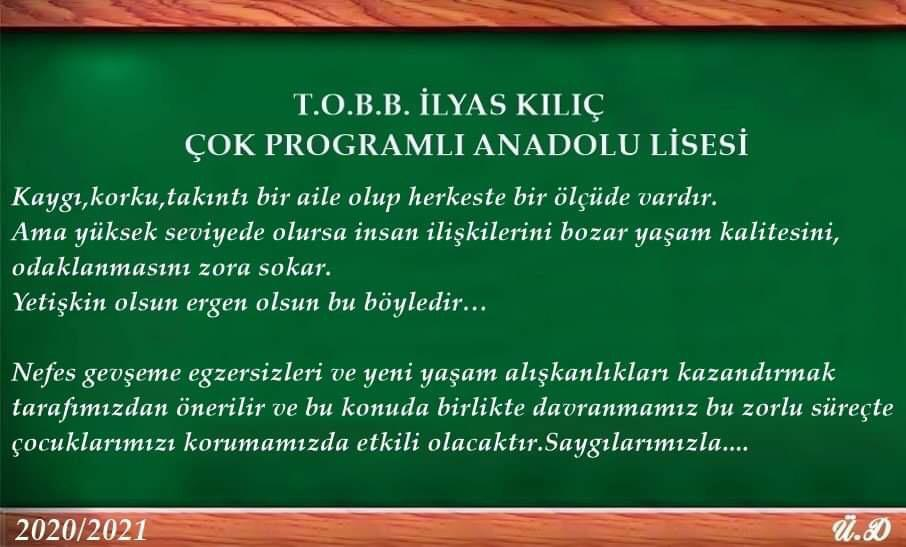 T.O.B.B. İLYAS KILIÇ
ÇOK PROGRAMLI ANADOLU LİSESİ
Kaygı,korku,takıntı bir aile olup herkeste bir ölçüde vardır.
Ama yüksek seviyede olursa insan ilişkilerini bozar yaşam kalitesini,
odaklanmasını zora sokar.
Yetişkin olsun ergen olsun bu böyledir...
Nefes gevşeme egzersizleri ve yeni yaşam alışkanlıkları kazandırmak
tarafımızdan önerilir ve bu konuda birlikte davranmamız bu zorlu süreçte
çocuklarımızı korumamızda etkili olacaktır.Saygılarımızla....
2020/2021
Ü.D